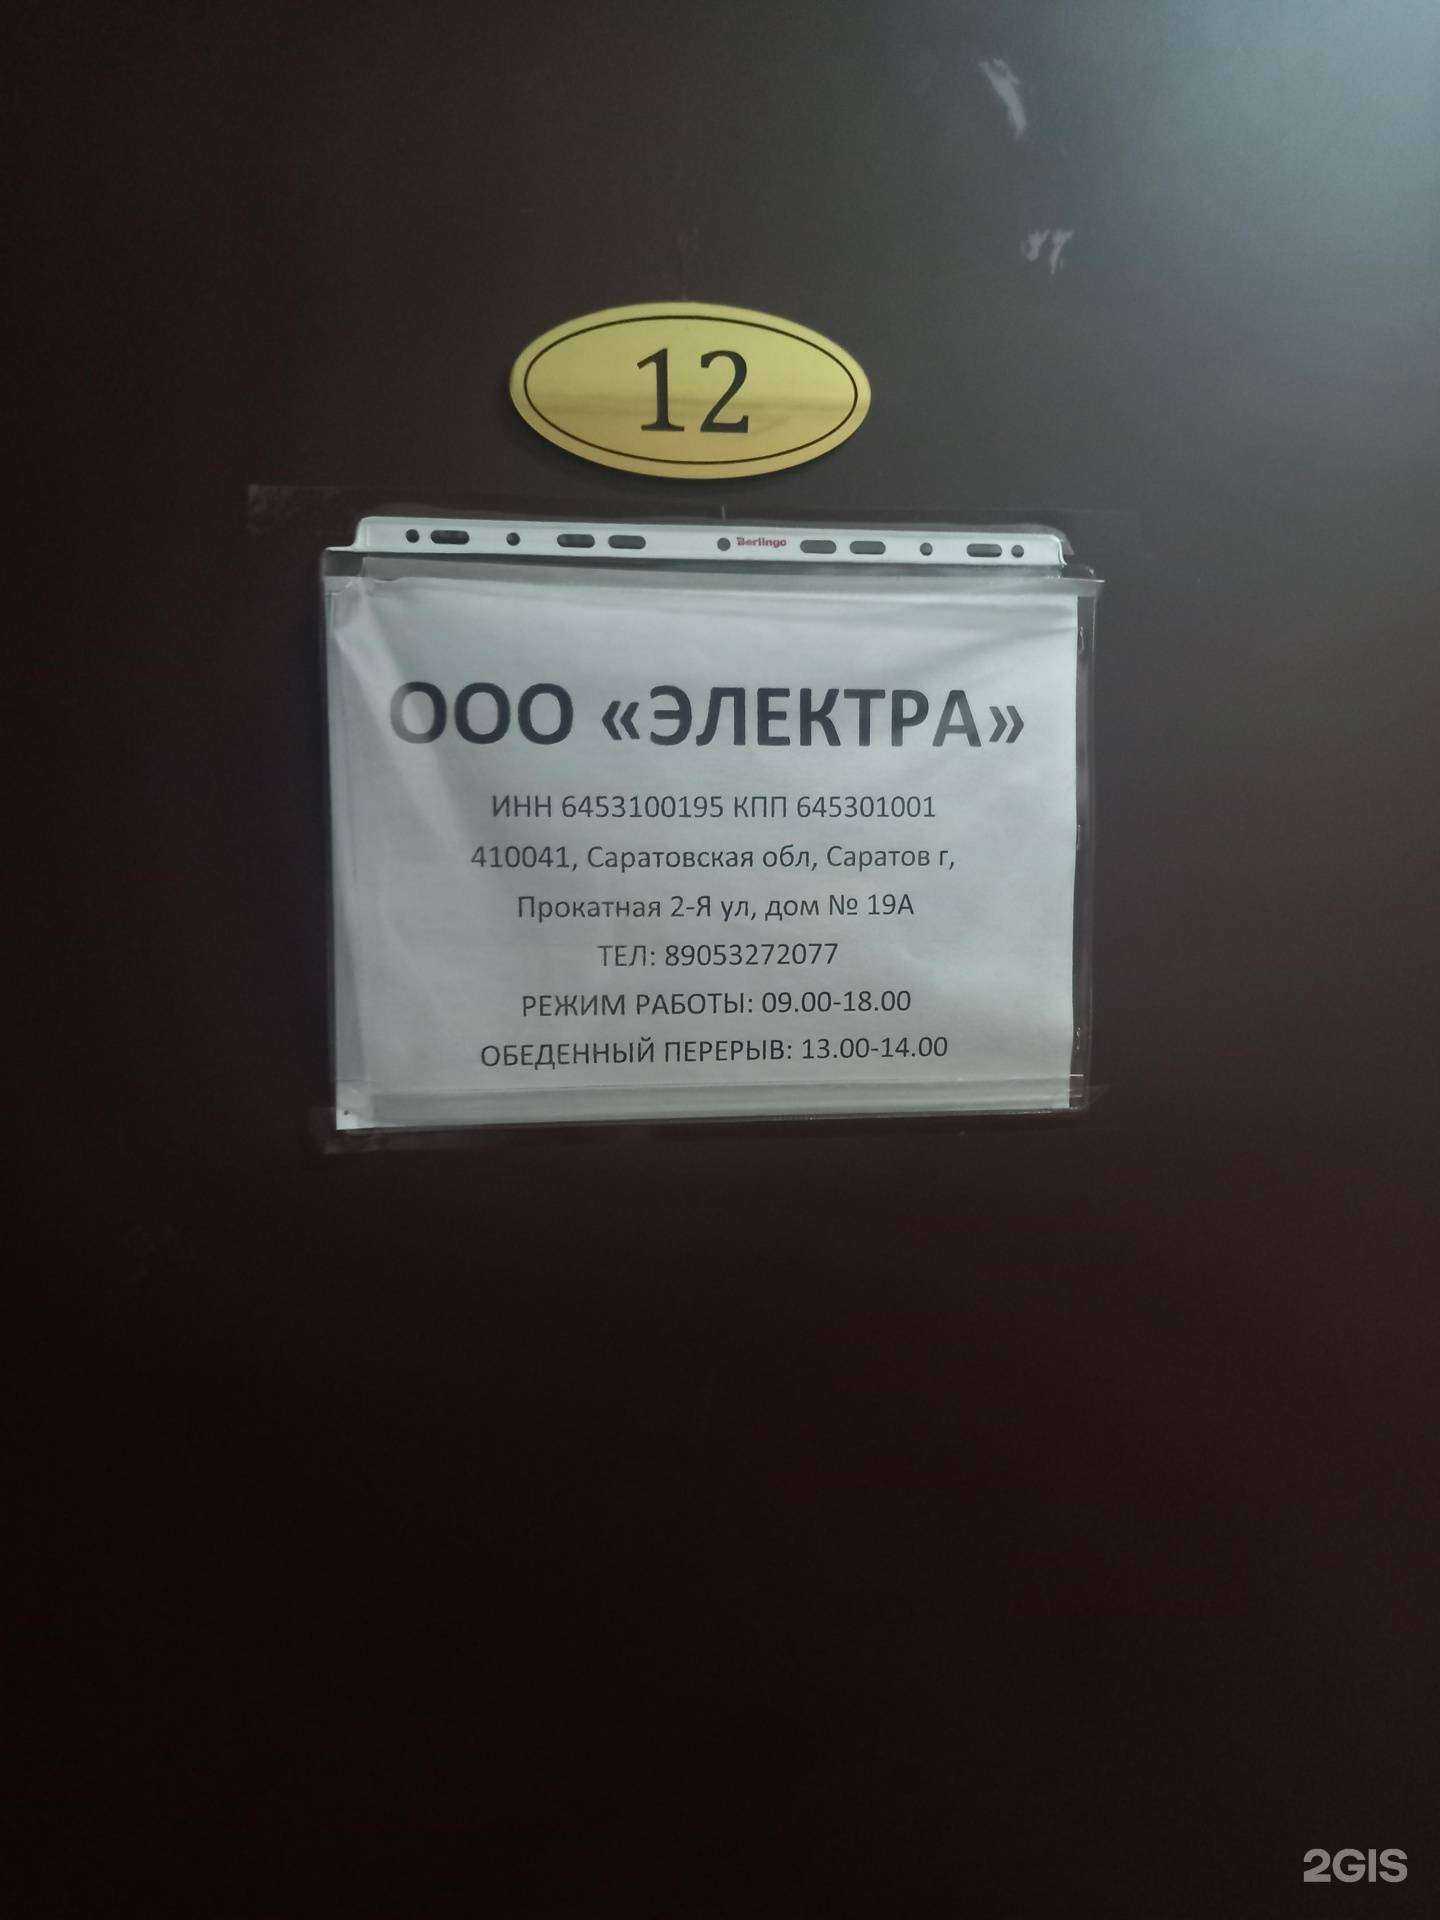 12
Berlingo
ООО «ЭЛЕКТРА»
ИНН 6453100195 КПП 645301001
410041, Саратовская обл, Саратов г,
Прокатная 2-Я ул, дом № 19А
ТЕЛ: 89053272077
РЕЖИМ РАБОТЫ: 09.00-18.00
ОБЕДЕННЫЙ ПЕРЕРЫВ: 13.00-14.00
2GIS